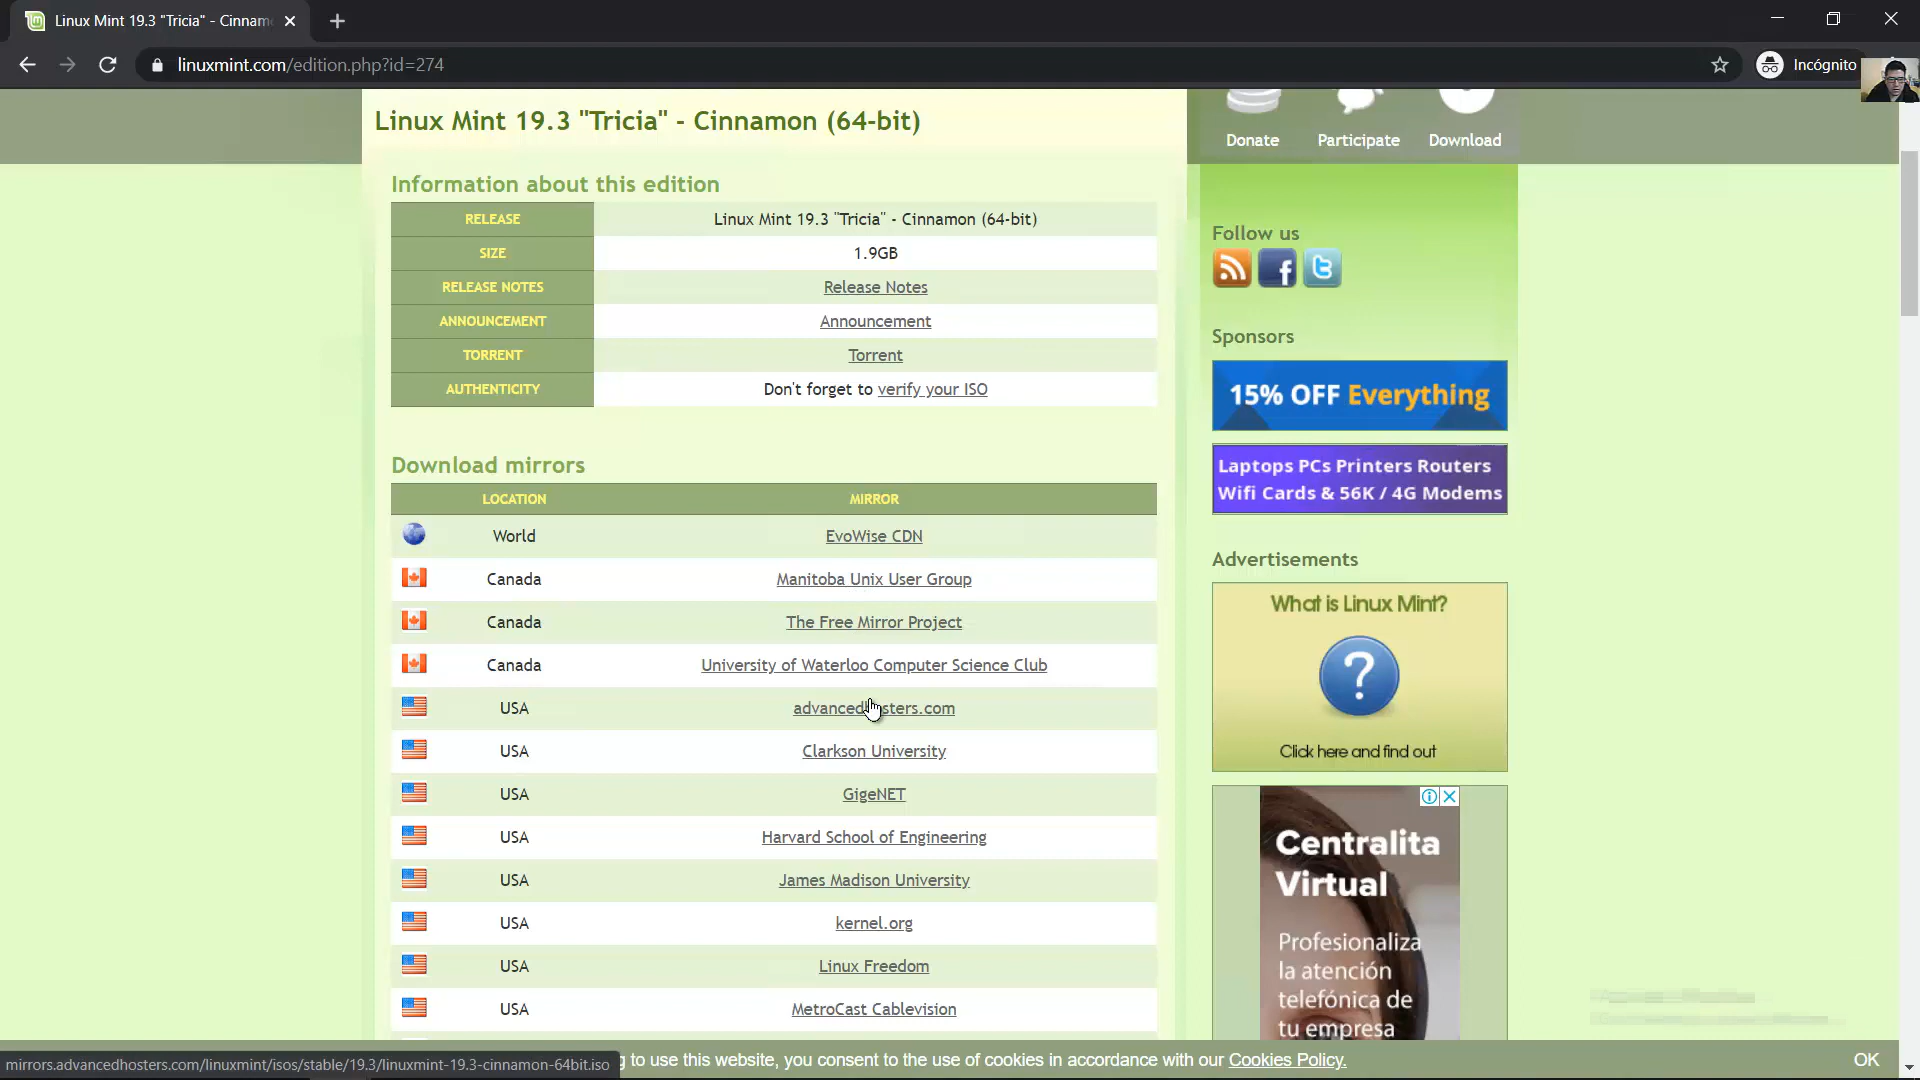 Linux Mint 19.3 "Tricia" - Cinnam
linuxmint.com/edition.php?id=274
Incógnito
Linux Mint 19.3 "Tricia" - Cinnamon (64-bit)
Donate Participate Download
Information about this edition
RELEASE Linux Mint 19.3 "Tricia" - Cinnamon (64-bit)
SIZE 1.9GB
RELEASE NOTES Release Notes
ANNOUNCEMENT Announcement
TORRENT Torrent
AUTHENTICITY Don't forget to verify your ISO
Download mirrors
LOCATION MIRROR
World EvoWise CDN
Canada Manitoba Unix User Group
Canada The Free Mirror Project
Canada University of Waterloo Computer Science Club
USA advancedhosters.com
USA Clarkson University
USA GigeNET
USA Harvard School of Engineering
USA James Madison University
USA kernel.org
USA Linux Freedom
USA MetroCast Cablevision
Follow us
Sponsors
15% OFF Everything
Laptops PCs Printers Routers
Wifi Cards & 56K / 4G Modems
Advertisements
What is Linux Mint?
Click here and find out
Centralita
Virtual
Profesionaliza
la atención
telefónica de
tu empresa
mirrors.advancedhosters.com/linuxmint/isos/stable/19.3/linuxmint-19.3-cinnamon-64bit.iso
g to use this website, you consent to the use of cookies in accordance with our Cookies Policy.
OK